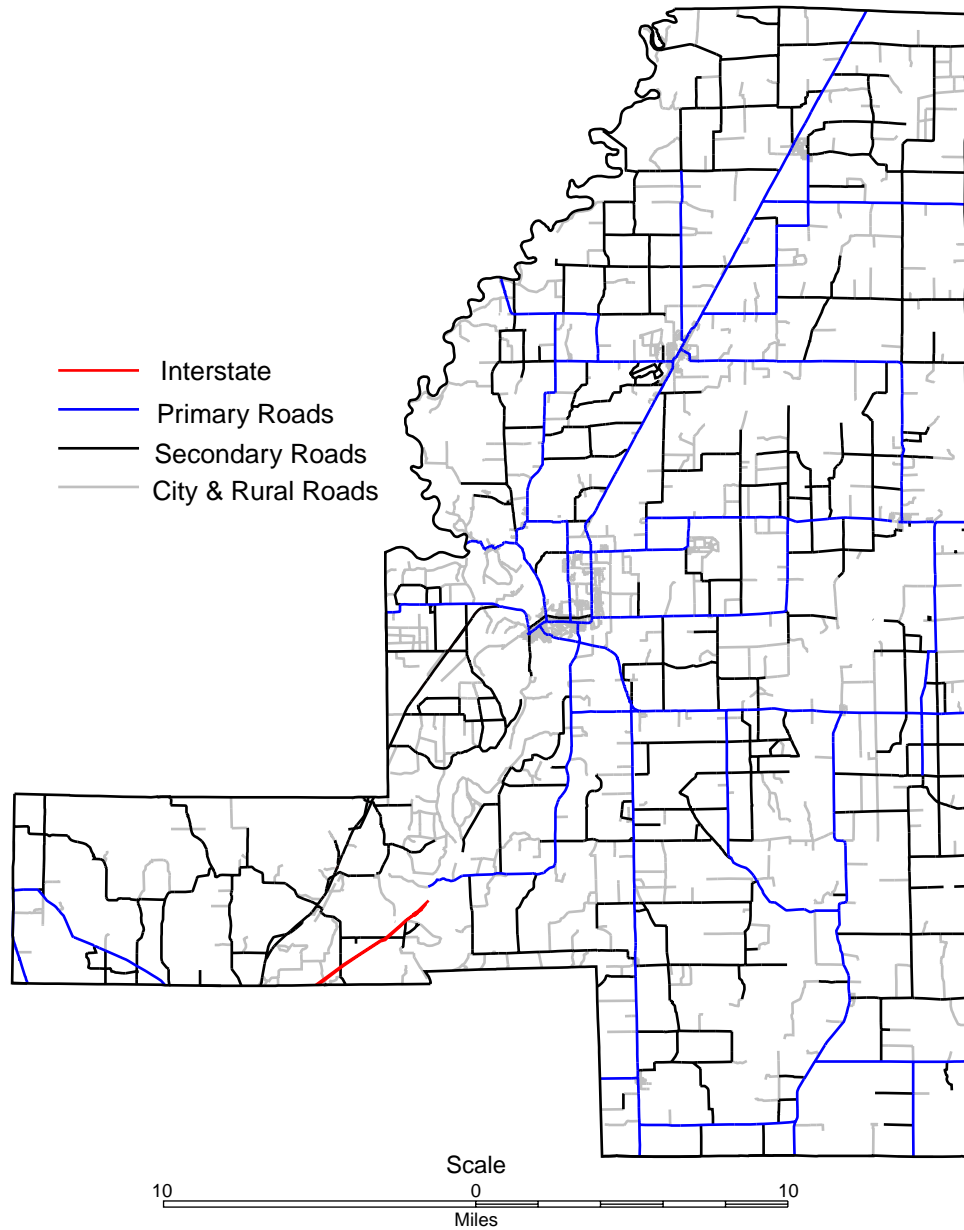 Interstate
Primary Roads
Secondary Roads
City & Rural Roads
Scale
10 0 10
Miles